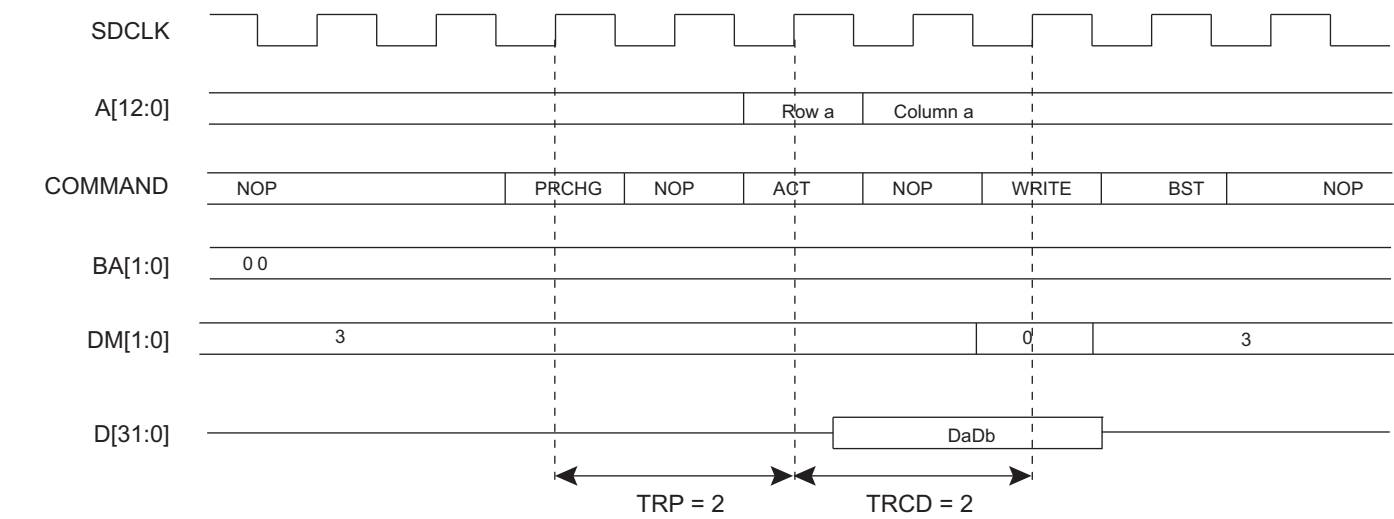 SDCLK
A[12:0] Row a Column a
COMMAND NOP PRCHG NOP ACT NOP WRITE BST NOP
BA[1:0] 0 0
DM[1:0] 3 0 3
D[31:0] DaDb
TRP = 2 TRCD = 2